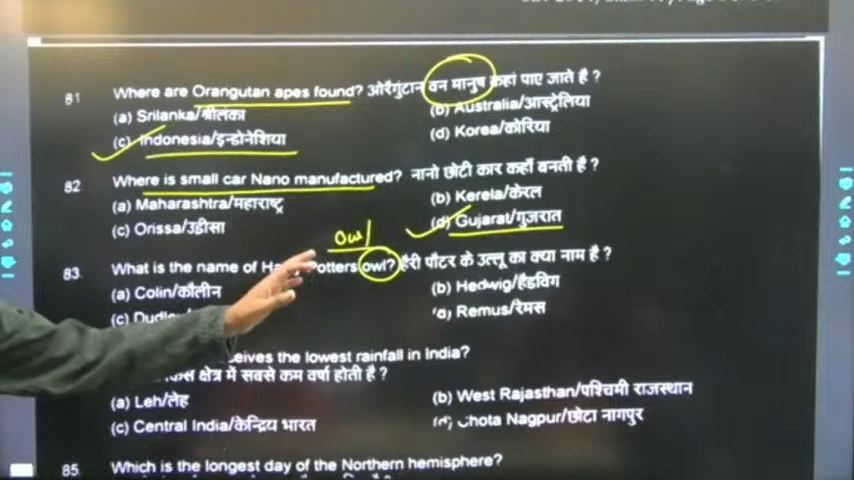 81 Where are Orangutan apes found? ओरैगुंटान वन मानुष कहां पाए जाते है ?
(a) Srilanka/श्रीलंका (b) Australia/आस्ट्रेलिया
(c) Indonesia/इन्डोनेशिया (d) Korea/कोरिया
82 Where is small car Nano manufactured? नानो छोटी कार कहाँ बनती है ?
(a) Maharashtra/महाराष्ट्र (b) Kerela/केरल
(c) Orissa/उड़ीसा (d) Gujarat/गुजरात
owl
83. What is the name of Potters owl? हैरी पौटर के उल्लू का क्या नाम है ?
(a) Colin/कौलीन (b) Hedwig/हैडविग
(c) (d) Remus/रेमस
the lowest rainfall in India?
क्षेत्र में सबसे कम वर्षा होती है ?
(a) Leh/लेह (b) West Rajasthan/पश्चिमी राजस्थान
(c) Central India/केन्द्रिय भारत (d) Chota Nagpur/छोटा नागपुर
85. Which is the longest day of the Northern hemisphere?